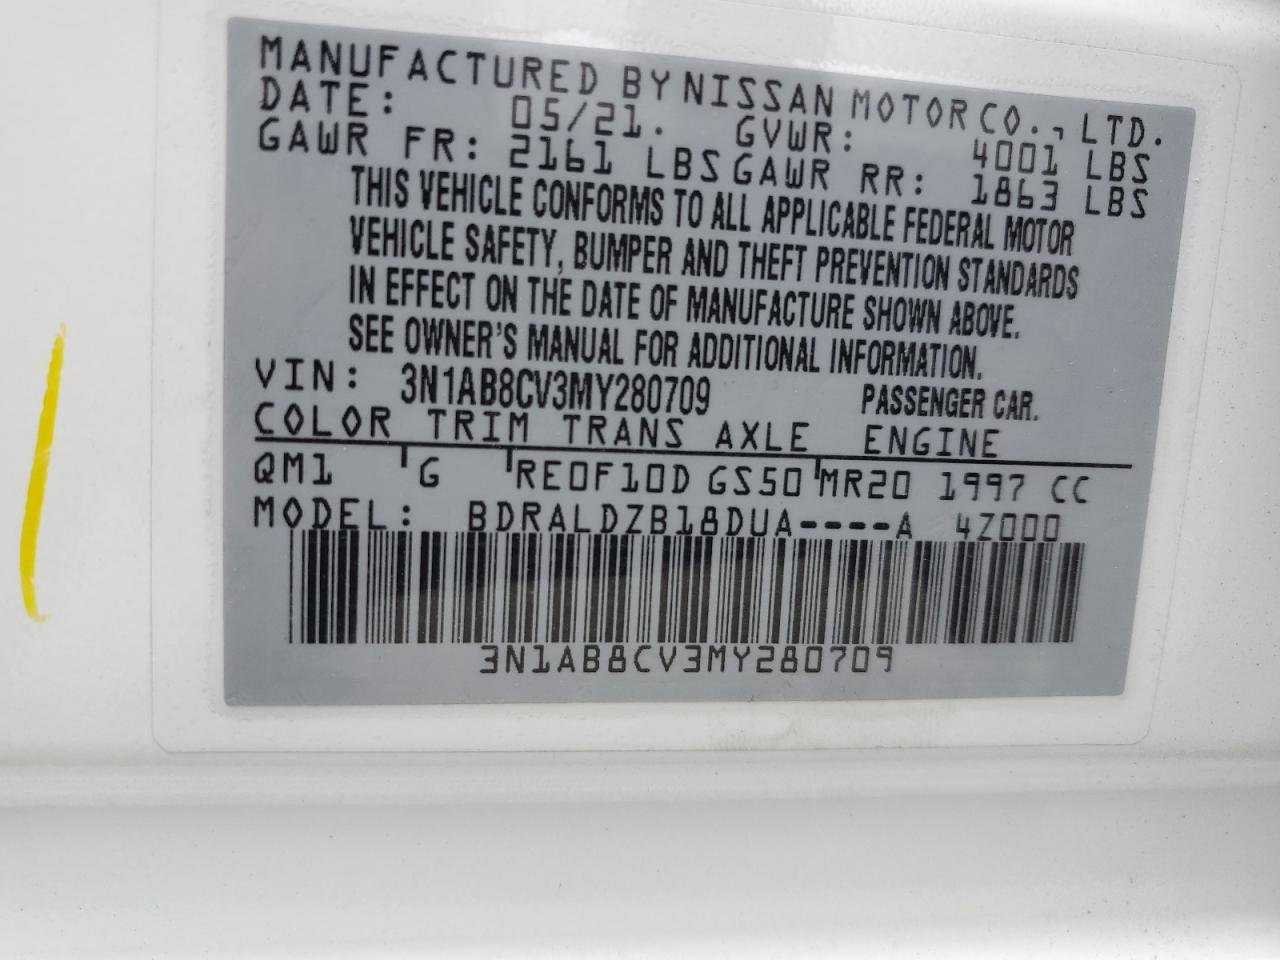 MANUFACTURED BY NISSAN MOTOR CO., LTD.
DATE: 05/21. GVWR: 4001 LBS
GAWR FR: 2161 LBS GAWR RR: 1863 LBS
THIS VEHICLE CONFORMS TO ALL APPLICABLE FEDERAL MOTOR
VEHICLE SAFETY, BUMPER AND THEFT PREVENTION STANDARDS
IN EFFECT ON THE DATE OF MANUFACTURE SHOWN ABOVE.
SEE OWNER'S MANUAL FOR ADDITIONAL INFORMATION.
VIN: 3N1AB8CV3MY280709 PASSENGER CAR.
COLOR TRIM TRANS AXLE ENGINE
QM1 G RE0F10D GS50 MR20 1997 CC
MODEL: BDRALDZB18DUA----A 4Z000
3N1AB8CV3MY280709